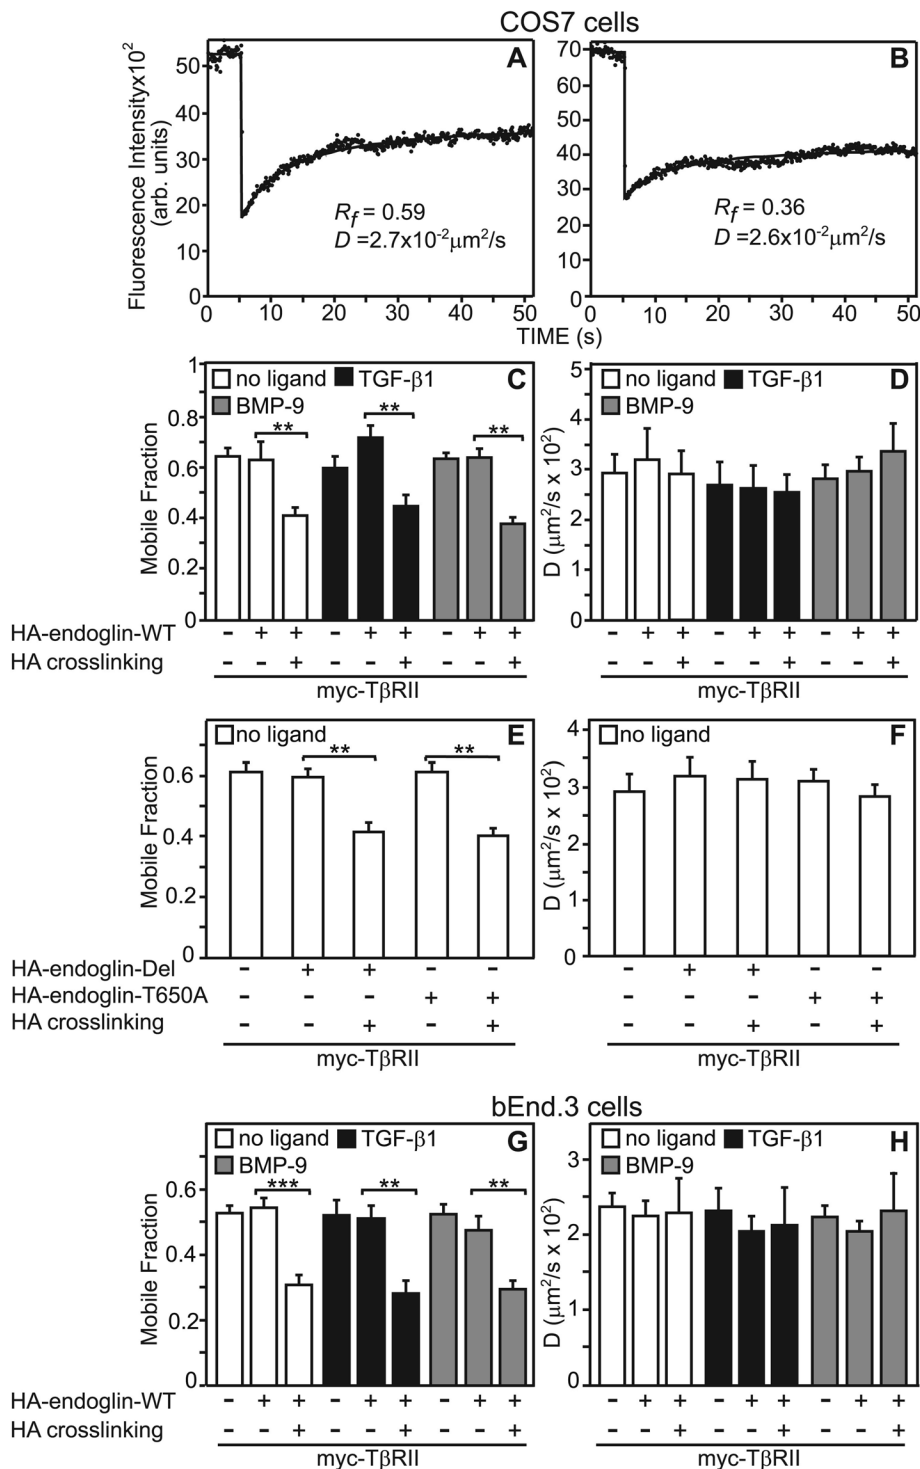 COS7 cells
Fluorescence Intensityx10²
(arb. units)
A
50
40
30
20
10
0
R_f = 0.59
D =2.7x10⁻²μm²/s
0 10 20 30 40 50
B
70
60
50
40
30
20
10
0
R_f = 0.36
D =2.6x10⁻²μm²/s
0 10 20 30 40 50
TIME (s)
C
no ligand TGF-β1
BMP-9
** ** **
Mobile Fraction
1
0.8
0.6
0.4
0.2
0
D
no ligand TGF-β1
BMP-9
D (μm²/s x 10²)
5
4
3
2
1
0
HA-endoglin-WT - + + - + + - + + - + + - + + - + +
HA crosslinking - - + - - + - - + - - + - - + - - +
myc-TβRII myc-TβRII
E
no ligand
** **
Mobile Fraction
0.6
0.4
0.2
0
F
no ligand
D (μm²/s x 10²)
4
3
2
1
0
HA-endoglin-Del - + + - - - + + - -
HA-endoglin-T650A - - - + + - - - + +
HA crosslinking - - + - + - - + - +
myc-TβRII myc-TβRII
bEnd.3 cells
G
no ligand TGF-β1
BMP-9
*** ** **
Mobile Fraction
0.6
0.4
0.2
0
H
no ligand TGF-β1
BMP-9
D (μm²/s x 10²)
3
2
1
0
HA-endoglin-WT - + + - + + - + + - + + - + + - + +
HA crosslinking - - + - - + - - + - - + - - + - - +
myc-TβRII myc-TβRII